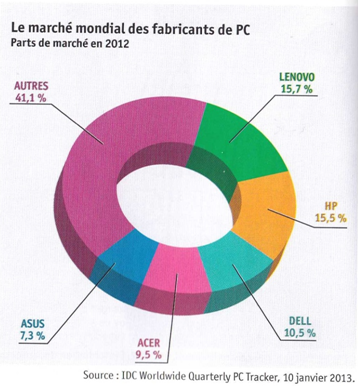 Le marché mondial des fabricants de PC
Parts de marché en 2012
LENOVO
15,7 %
AUTRES
41,1 %
HP
15,5 %
DELL
10,5 %
ACER
9,5 %
ASUS
7,3 %
Source : IDC Worldwide Quarterly PC Tracker, 10 janvier 2013.